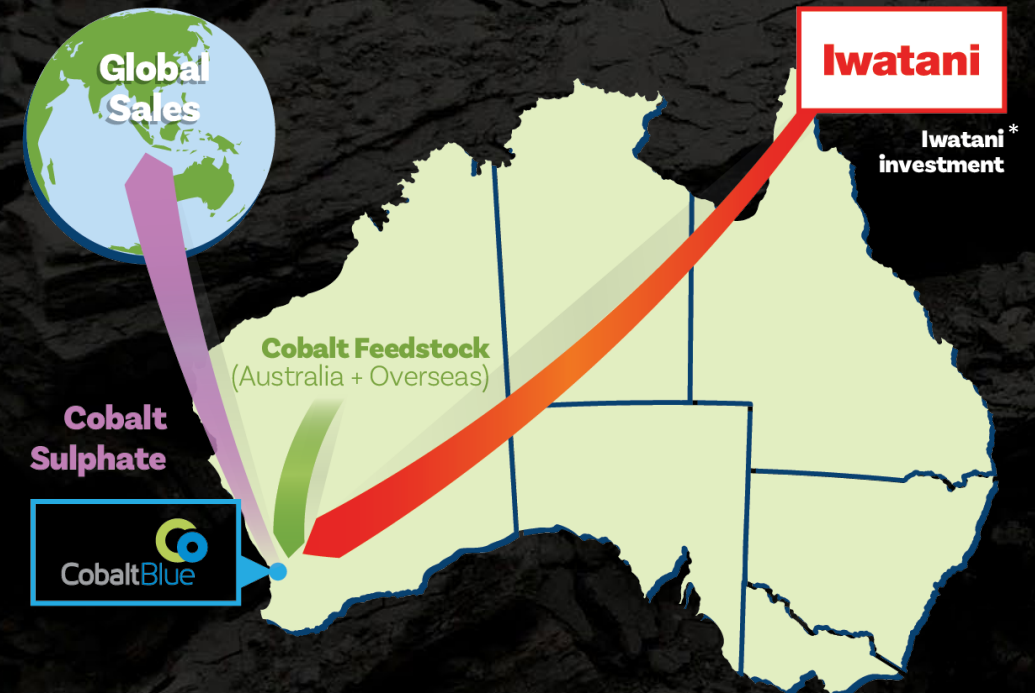 Global
Sales
Iwatani
Iwatani*
investment
Cobalt Feedstock
(Australia + Overseas)
Cobalt
Sulphate
CobaltBlue